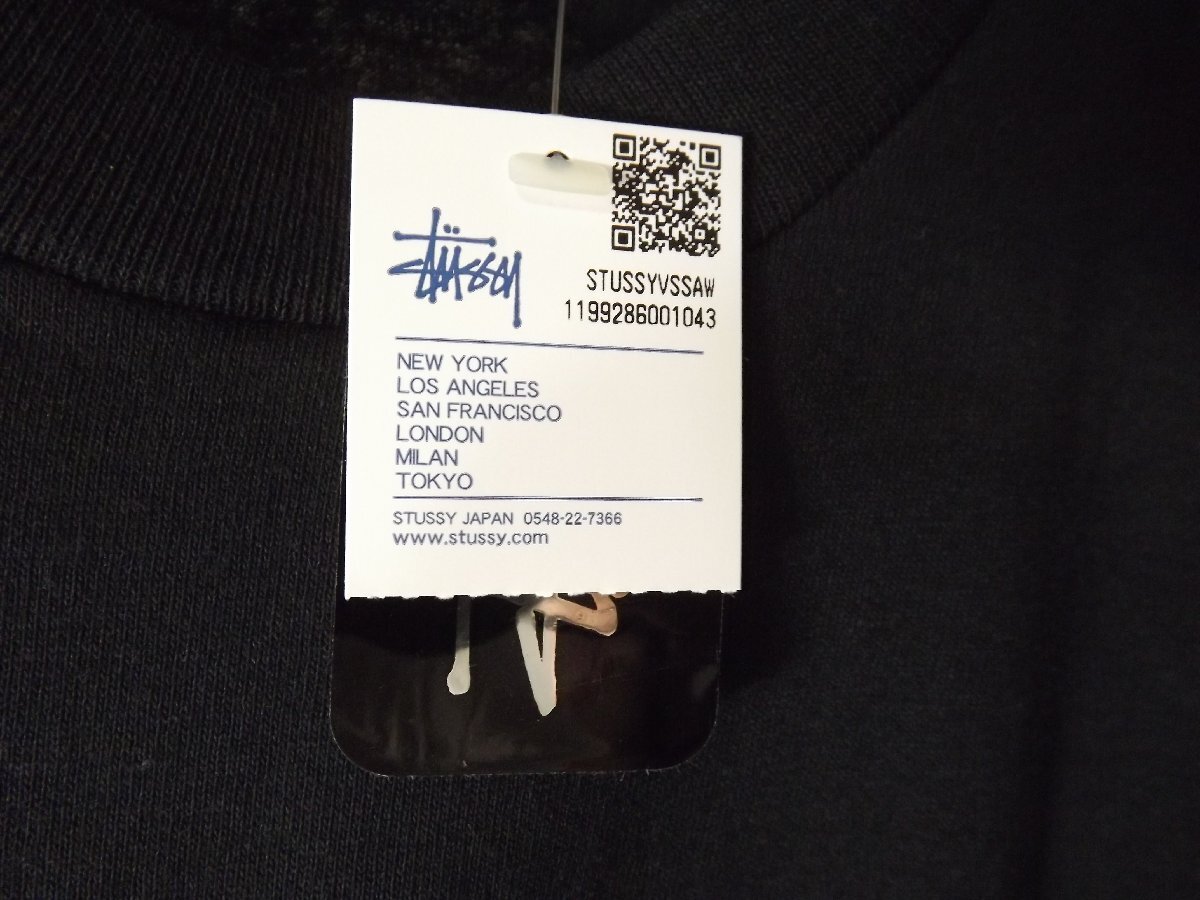 Stüssy
STUSSYVSSAW
1199286001043
NEW YORK
LOS ANGELES
SAN FRANCISCO
LONDON
MILAN
TOKYO
STUSSY JAPAN 0548-22-7366
www.stussy.com